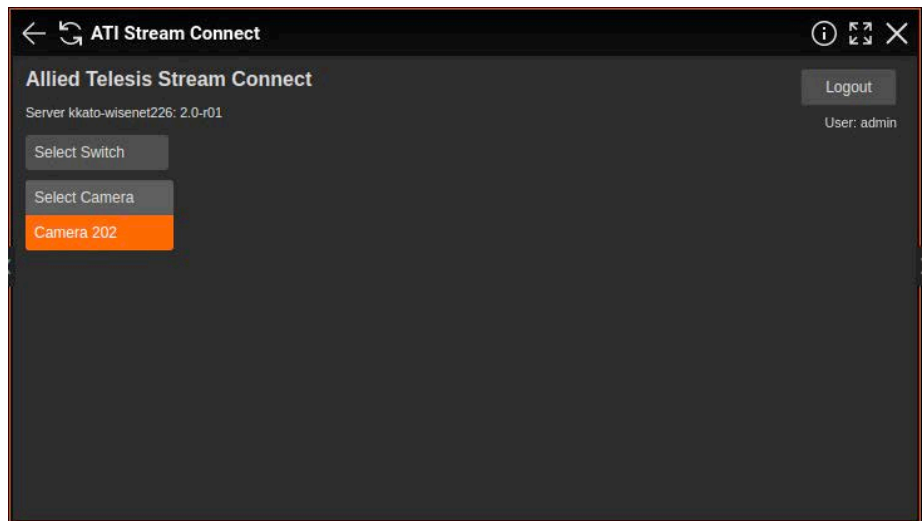 ATI Stream Connect
Allied Telesis Stream Connect
Logout
Server kkato-wisenet226: 2.0-r01
User: admin
Select Switch
Select Camera
Camera 202